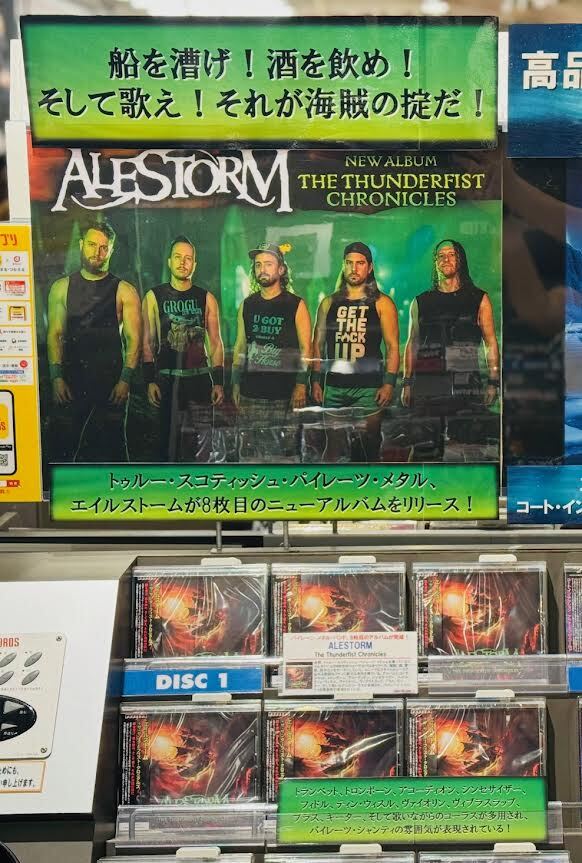 船を漕げ！酒を飲め！
そして歌え！それが海賊の掟だ！
高品
ALESTORM
NEW ALBUM
THE THUNDERFIST
CHRONICLES
GROGU
U GOT
2 BUY
Big
House
GET
THE
F*CK
UP
トゥルー・スコティッシュ・パイレーツ・メタル、
エイルストームが8枚目のニューアルバムをリリース！
コート・イン
DISC 1
ALESTORM
The Thunderfist Chronicles
ORDS
トランペット、トロンボーン、アコーディオン、シンセサイザー、
フィドル、ティン・ウィスル、ヴァイオリン、ヴィブラスラップ、
ブラス、キーター、そして歌いながらのコーラスが多用され、
パイレーツ・シャンティの雰囲気が表現されている！